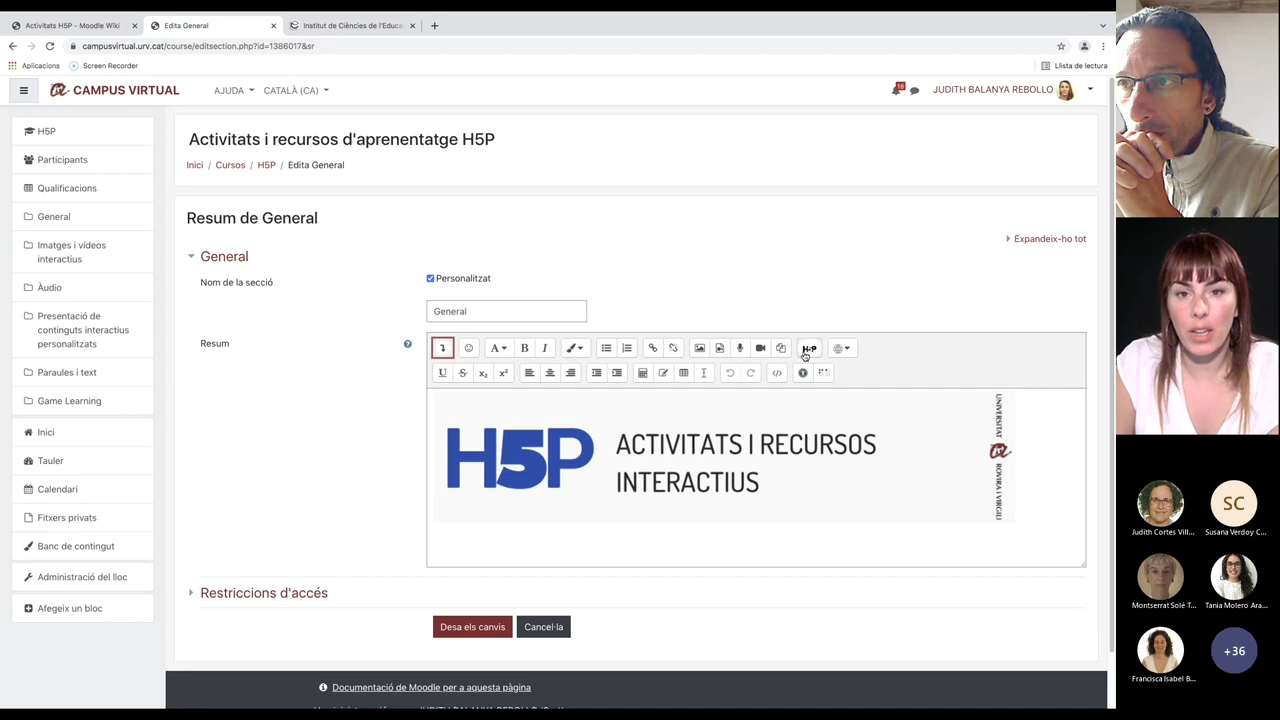 Activitats H5P - Moodle Wiki
Edita General
Institut de Ciències de l'Educa
campusvirtual.urv.cat/course/editsection.php?id=1386017&sr
Aplicacions
Screen Recorder
Llista de lectura
CAMPUS VIRTUAL
AJUDA
CATALÀ (CA)
JUDITH BALANYA REBOLLO
H5P
Participants
Qualificacions
General
Imatges i vídeos
interactius
Àudio
Presentació de
continguts interactius
personalitzats
Paraules i text
Game Learning
Inici
Tauler
Calendari
Fitxers privats
Banc de contingut
Administració del lloc
Afegeix un bloc
Activitats i recursos d'aprenentatge H5P
Inici / Cursos / H5P / Edita General
Resum de General
Expandeix-ho tot
General
Nom de la secció
Personalitzat
General
Resum
H5P
H5P
ACTIVITATS I RECURSOS
INTERACTIUS
UNIVERSITAT
ROVIRA I VIRGILI
Restriccions d'accés
Desa els canvis
Cancel·la
Documentació de Moodle per a aquesta pàgina
Judith Cortes Vill...
SC
Susana Verdoy C...
Montserrat Solé T...
Tania Molero Ara...
Francisca Isabel B...
+36